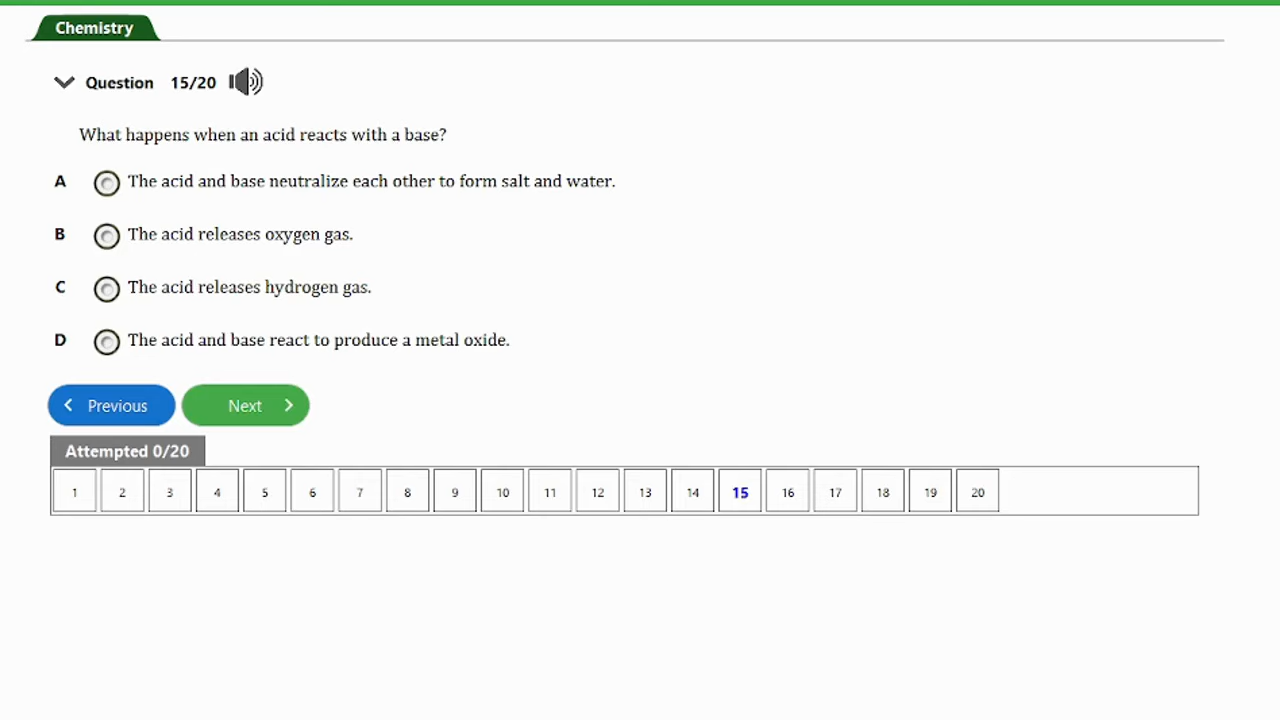 Chemistry
Question 15/20
What happens when an acid reacts with a base?
A The acid and base neutralize each other to form salt and water.
B The acid releases oxygen gas.
C The acid releases hydrogen gas.
D The acid and base react to produce a metal oxide.
Previous Next
Attempted 0/20
1 2 3 4 5 6 7 8 9 10 11 12 13 14 15 16 17 18 19 20